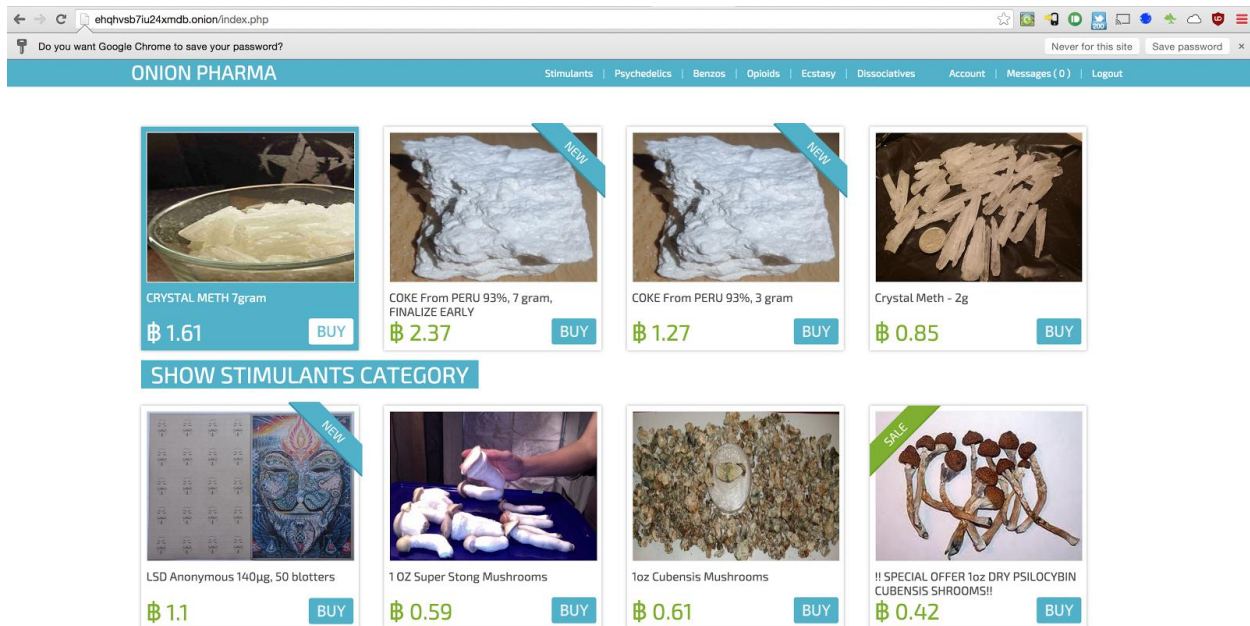 ehqhvsb7iu24xmdb.onion/index.php
200
Do you want Google Chrome to save your password?
Never for this site
Save password
ONION PHARMA
Stimulants | Psychedelics | Benzos | Opioids | Ecstasy | Dissociatives Account | Messages ( 0 ) | Logout
CRYSTAL METH 7gram
฿ 1.61
BUY
NEW
COKE From PERU 93%, 7 gram,
FINALIZE EARLY
฿ 2.37
BUY
NEW
COKE From PERU 93%, 3 gram
฿ 1.27
BUY
Crystal Meth - 2g
฿ 0.85
BUY
SHOW STIMULANTS CATEGORY
NEW
LSD Anonymous 140μg, 50 blotters
฿ 1.1
BUY
1 OZ Super Stong Mushrooms
฿ 0.59
BUY
1oz Cubensis Mushrooms
฿ 0.61
BUY
SALE
!! SPECIAL OFFER 1oz DRY PSILOCYBIN
CUBENSIS SHROOMS!!
฿ 0.42
BUY